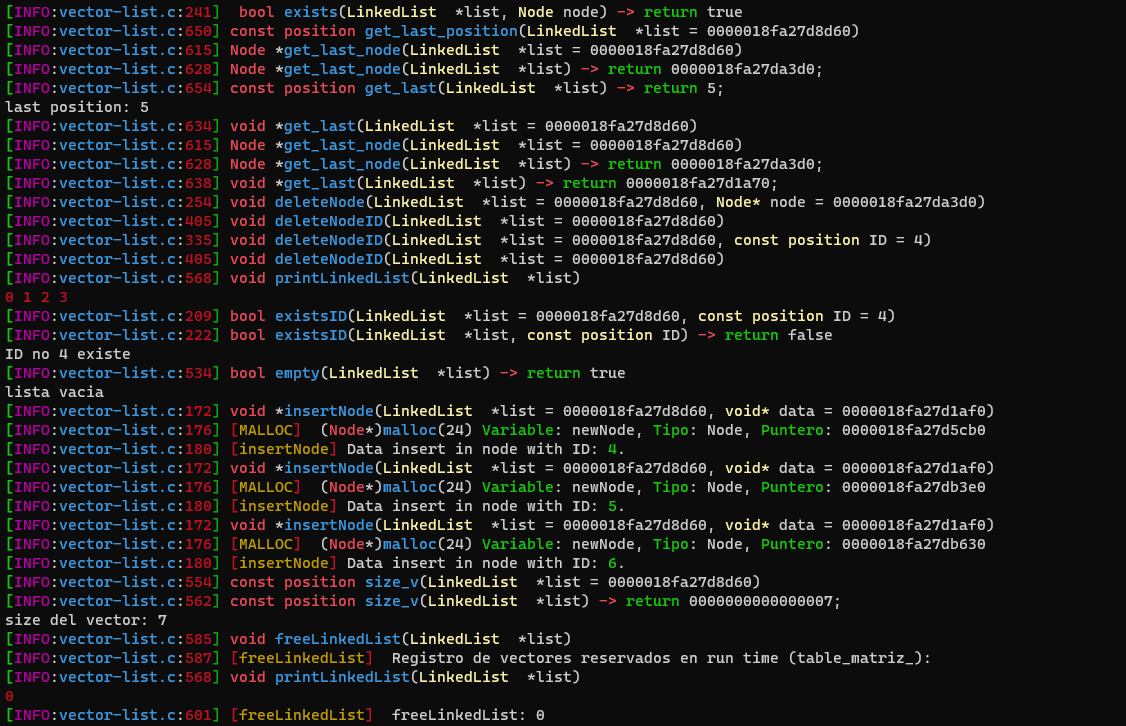 [INFO:vector-list.c:241]  bool exists(LinkedList  *list, Node node) -> return true
[INFO:vector-list.c:650] const position get_last_position(LinkedList  *list = 0000018fa27d8d60)
[INFO:vector-list.c:615] Node *get_last_node(LinkedList  *list = 0000018fa27d8d60)
[INFO:vector-list.c:628] Node *get_last_node(LinkedList  *list) -> return 0000018fa27da3d0;
[INFO:vector-list.c:654] const position get_last(LinkedList  *list) -> return 5;
last position: 5
[INFO:vector-list.c:634] void *get_last(LinkedList  *list = 0000018fa27d8d60)
[INFO:vector-list.c:615] Node *get_last_node(LinkedList  *list = 0000018fa27d8d60)
[INFO:vector-list.c:628] Node *get_last_node(LinkedList  *list) -> return 0000018fa27da3d0;
[INFO:vector-list.c:638] void *get_last(LinkedList  *list) -> return 0000018fa27d1a70;
[INFO:vector-list.c:254] void deleteNode(LinkedList  *list = 0000018fa27d8d60, Node* node = 0000018fa27da3d0)
[INFO:vector-list.c:405] void deleteNodeID(LinkedList  *list = 0000018fa27d8d60)
[INFO:vector-list.c:335] void deleteNodeID(LinkedList  *list = 0000018fa27d8d60, const position ID = 4)
[INFO:vector-list.c:405] void deleteNodeID(LinkedList  *list = 0000018fa27d8d60)
[INFO:vector-list.c:568] void printLinkedList(LinkedList  *list)
0 1 2 3
[INFO:vector-list.c:209] bool existsID(LinkedList  *list = 0000018fa27d8d60, const position ID = 4)
[INFO:vector-list.c:222] bool existsID(LinkedList  *list, const position ID) -> return false
ID no 4 existe
[INFO:vector-list.c:534] bool empty(LinkedList  *list) -> return true
lista vacia
[INFO:vector-list.c:172] void *insertNode(LinkedList  *list = 0000018fa27d8d60, void* data = 0000018fa27d1af0)
[INFO:vector-list.c:176] [MALLOC]  (Node*)malloc(24) Variable: newNode, Tipo: Node, Puntero: 0000018fa27d5cb0
[INFO:vector-list.c:180] [insertNode] Data insert in node with ID: 4.
[INFO:vector-list.c:172] void *insertNode(LinkedList  *list = 0000018fa27d8d60, void* data = 0000018fa27d1af0)
[INFO:vector-list.c:176] [MALLOC]  (Node*)malloc(24) Variable: newNode, Tipo: Node, Puntero: 0000018fa27db3e0
[INFO:vector-list.c:180] [insertNode] Data insert in node with ID: 5.
[INFO:vector-list.c:172] void *insertNode(LinkedList  *list = 0000018fa27d8d60, void* data = 0000018fa27d1af0)
[INFO:vector-list.c:176] [MALLOC]  (Node*)malloc(24) Variable: newNode, Tipo: Node, Puntero: 0000018fa27db630
[INFO:vector-list.c:180] [insertNode] Data insert in node with ID: 6.
[INFO:vector-list.c:554] const position size_v(LinkedList  *list = 0000018fa27d8d60)
[INFO:vector-list.c:562] const position size_v(LinkedList  *list) -> return 0000000000000007;
size del vector: 7
[INFO:vector-list.c:585] void freeLinkedList(LinkedList  *list)
[INFO:vector-list.c:587] [freeLinkedList]  Registro de vectores reservados en run time (table_matriz_):
[INFO:vector-list.c:568] void printLinkedList(LinkedList  *list)
0
[INFO:vector-list.c:601] [freeLinkedList]  freeLinkedList: 0